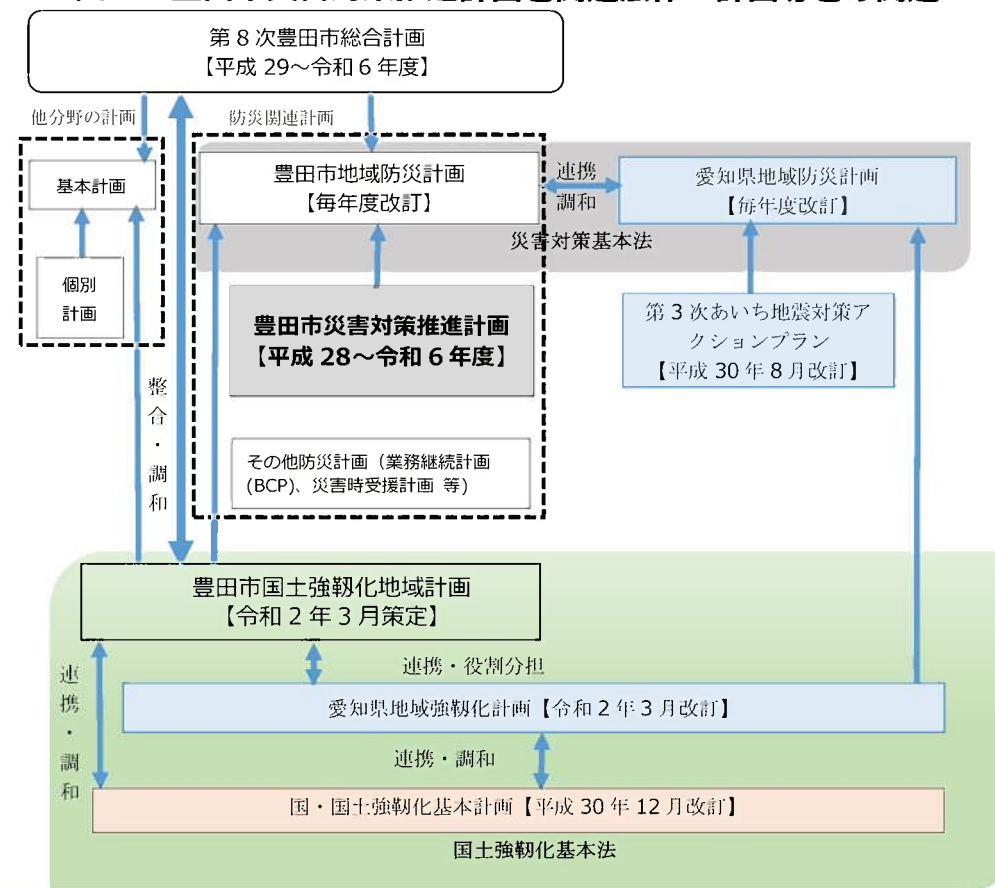 第8次豊田市総合計画
【平成 29～令和 6 年度】
他分野の計画
防災関連計画
基本計画
個別
計画
豊田市地域防災計画
【毎年度改訂】
連携
調和
愛知県地域防災計画
【毎年度改訂】
災害対策基本法
豊田市災害対策推進計画
【平成 28～令和 6 年度】
第 3 次あいち地震対策ア
クションプラン
【平成 30 年 8 月改訂】
整合・調和
その他防災計画（業務継続計画
(BCP)、災害時受援計画 等)
豊田市国土強靱化地域計画
【令和 2 年 3 月策定】
連携・調和
連携・役割分担
愛知県地域強靱化計画【令和 2 年 3 月改訂】
連携・調和
国・国土強靱化基本計画【平成 30 年 12 月改訂】
国土強靱化基本法